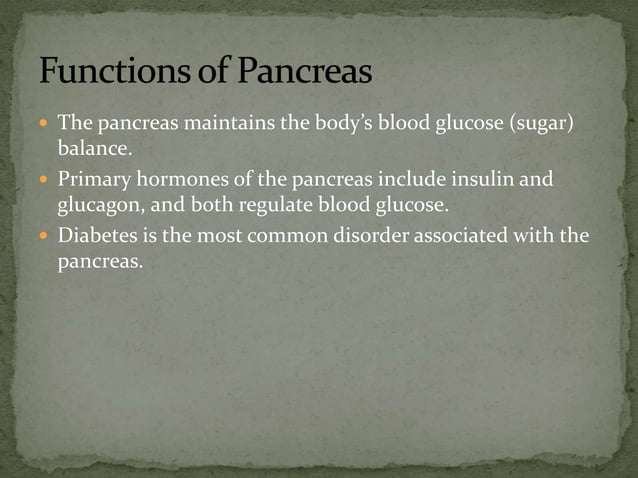 Functions of Pancreas
• The pancreas maintains the body’s blood glucose (sugar)
balance.
• Primary hormones of the pancreas include insulin and
glucagon, and both regulate blood glucose.
• Diabetes is the most common disorder associated with the
pancreas.